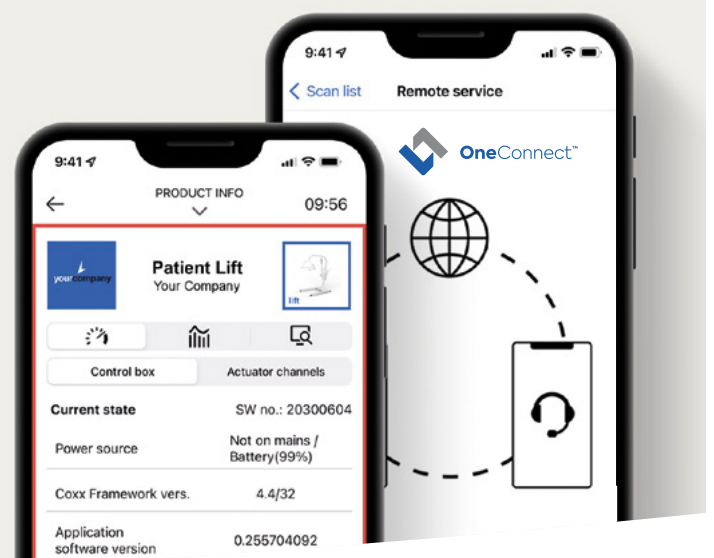 9:41
Scan list
Remote service
OneConnect™
9:41
PRODUCT INFO
09:56
yourcompany
Patient Lift
Your Company
lift
Control box
Actuator channels
Current state
SW no.: 20300604
Power source
Not on mains /
Battery(99%)
Coxx Framework vers.
4.4/32
Application
software version
0.255704092